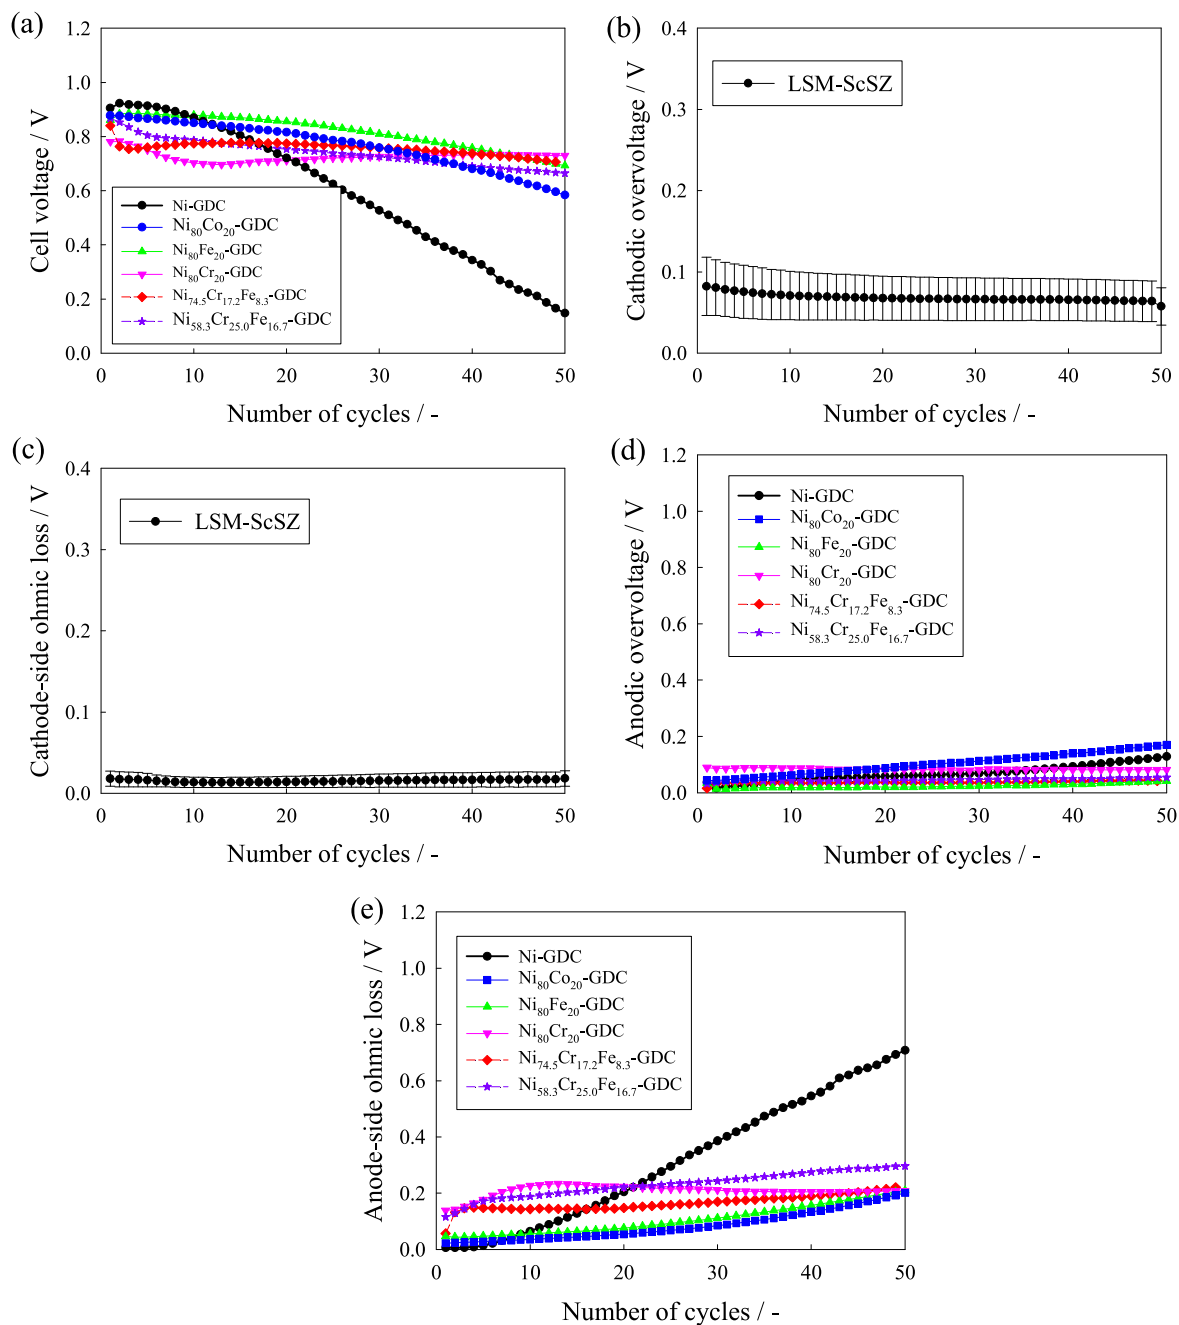 (a)
Cell voltage / V
1.2
1.0
0.8
0.6
0.4
0.2
0.0
Ni-GDC
Ni80Co20-GDC
Ni80Fe20-GDC
Ni80Cr20-GDC
Ni74.5Cr17.2Fe8.3-GDC
Ni58.3Cr25.0Fe16.7-GDC
0 10 20 30 40 50
Number of cycles / -
(b)
Cathodic overvoltage / V
0.4
0.3
0.2
0.1
0.0
LSM-ScSZ
0 10 20 30 40 50
Number of cycles / -
(c)
Cathode-side ohmic loss / V
0.4
0.3
0.2
0.1
0.0
LSM-ScSZ
0 10 20 30 40 50
Number of cycles / -
(d)
Anodic overvoltage / V
1.2
1.0
0.8
0.6
0.4
0.2
0.0
Ni-GDC
Ni80Co20-GDC
Ni80Fe20-GDC
Ni80Cr20-GDC
Ni74.5Cr17.2Fe8.3-GDC
Ni58.3Cr25.0Fe16.7-GDC
0 10 20 30 40 50
Number of cycles / -
(e)
Anode-side ohmic loss / V
1.2
1.0
0.8
0.6
0.4
0.2
0.0
Ni-GDC
Ni80Co20-GDC
Ni80Fe20-GDC
Ni80Cr20-GDC
Ni74.5Cr17.2Fe8.3-GDC
Ni58.3Cr25.0Fe16.7-GDC
0 10 20 30 40 50
Number of cycles / -